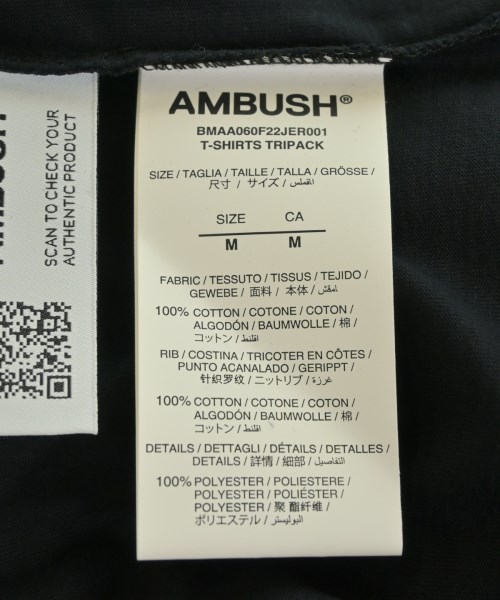 AMBUSH
SCAN TO CHECK YOUR
AUTHENTIC PRODUCT
AMBUSH®
BMAA060F22JER001
T-SHIRTS TRIPACK
SIZE / TAGLIA / TAILLE / TALLA / GRÖSSE /
尺寸 / サイズ /
SIZE CA
M M
FABRIC / TESSUTO / TISSUS / TEJIDO /
GEWEBE / 面料 / 本体 /
100% COTTON / COTONE / COTON /
ALGODÓN / BAUMWOLLE / 棉 /
コットン /
RIB / COSTINA / TRICOTER EN CÔTES /
PUNTO ACANALADO / GERIPPT /
针织罗纹 / ニットリブ / غرزة /
100% COTTON / COTONE / COTON /
ALGODÓN / BAUMWOLLE / 棉 /
コットン /
DETAILS / DETTAGLI / DÉTAILS / DETALLES /
DETAILS / 詳情 / 細部 / التفاصيل /
100% POLYESTER / POLIESTERE /
POLYESTER / POLIÉSTER /
POLYESTER / 聚 酯纤维 /
ポリエステル / البوليستر /